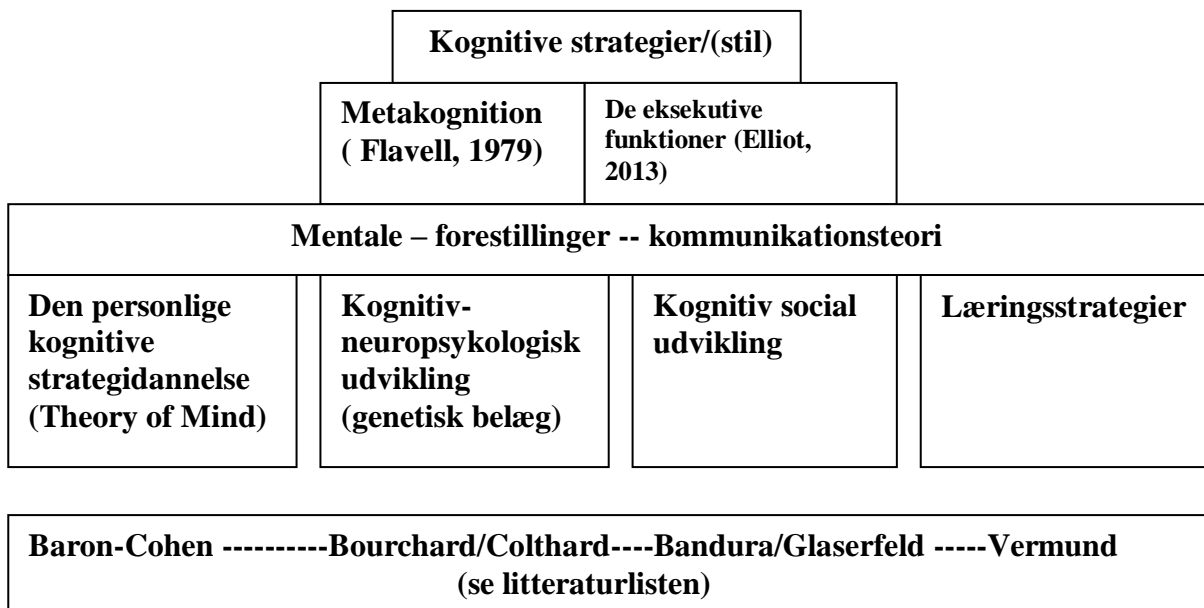 Kognitive strategier/(stil)
Metakognition
( Flavell, 1979)
De eksekutive
funktioner (Elliot,
2013)
Mentale – forestillinger -- kommunikationsteori
Den personlige
kognitive
strategidannelse
(Theory of Mind)
Kognitiv-
neuropsykologisk
udvikling
(genetisk belæg)
Kognitiv social
udvikling
Læringsstrategier
Baron-Cohen ----------Bourchard/Colthard----Bandura/Glaserfeld -----Vermund
(se litteraturlisten)